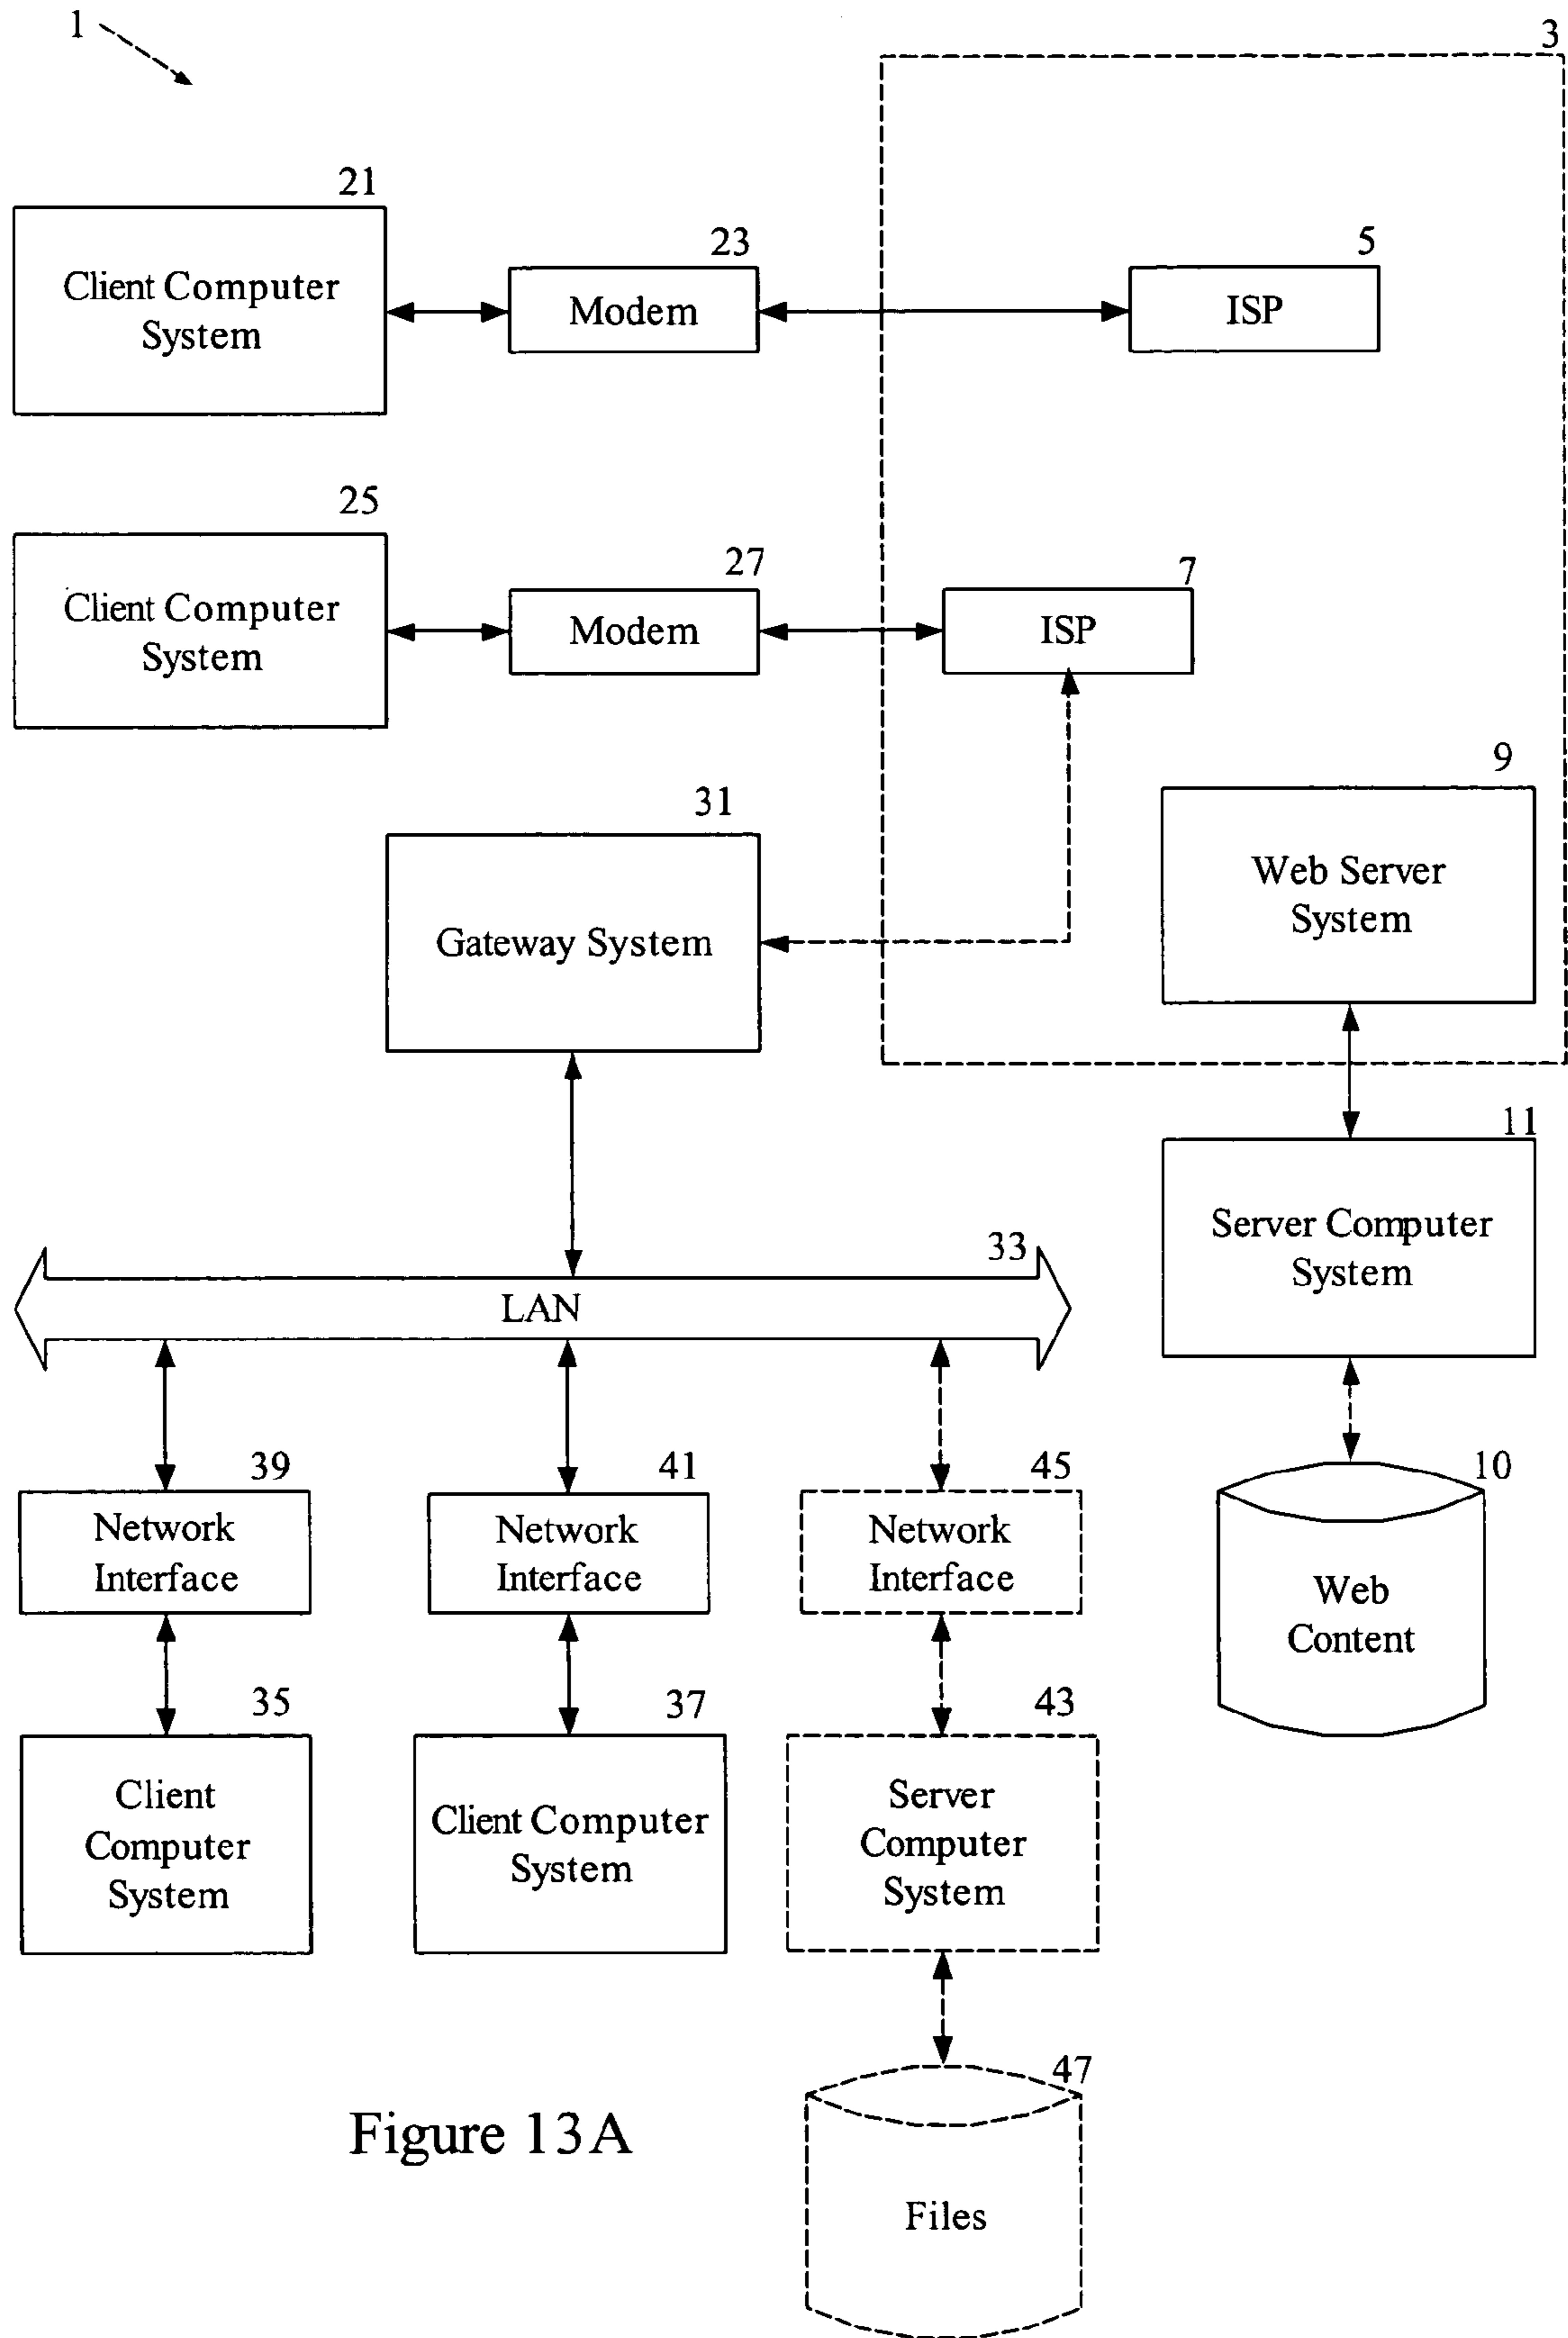 1
3
21
Client Computer
System
23
Modem
5
ISP
25
Client Computer
System
27
Modem
7
ISP
9
Web Server
System
31
Gateway System
11
Server Computer
System
33
LAN
39
Network
Interface
41
Network
Interface
45
Network
Interface
10
Web
Content
35
Client
Computer
System
37
Client Computer
System
43
Server
Computer
System
47
Files
Figure 13A